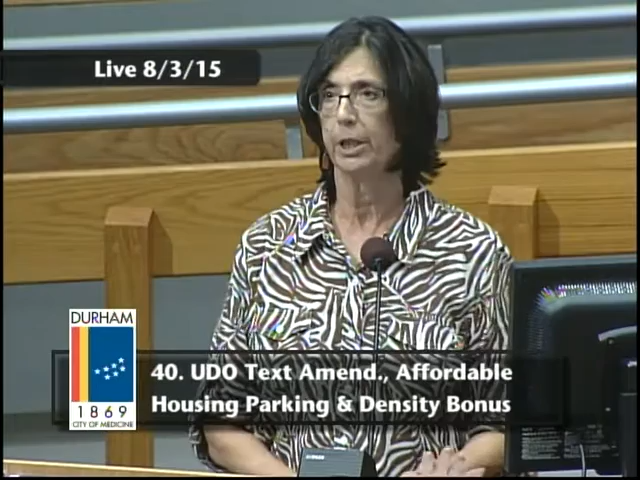 Live 8/3/15
DURHAM
1869
CITY OF MEDICINE
40. UDO Text Amend., Affordable
Housing Parking & Density Bonus